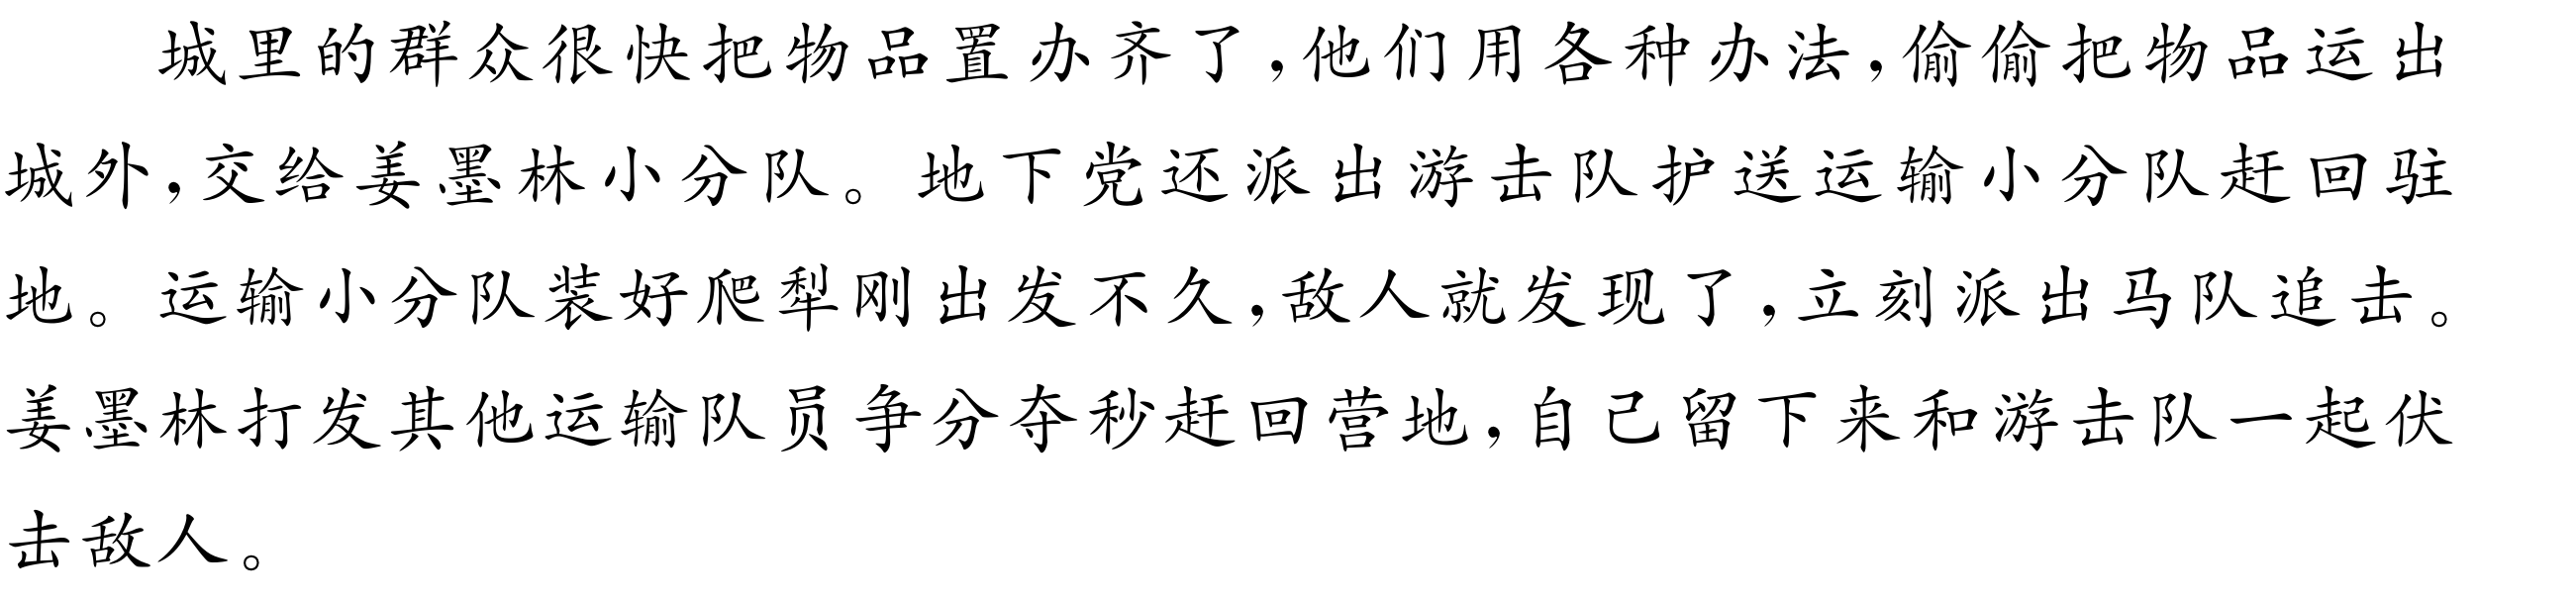 城里的群众很快把物品置办齐了,他们用各种办法,偷偷把物品运出
城外,交给姜墨林小分队。地下党还派出游击队护送运输小分队赶回驻
地。运输小分队装好爬犁刚出发不久,敌人就发现了,立刻派出马队追击。
姜墨林打发其他运输队员争分夺秒赶回营地,自己留下来和游击队一起伏
击敌人。